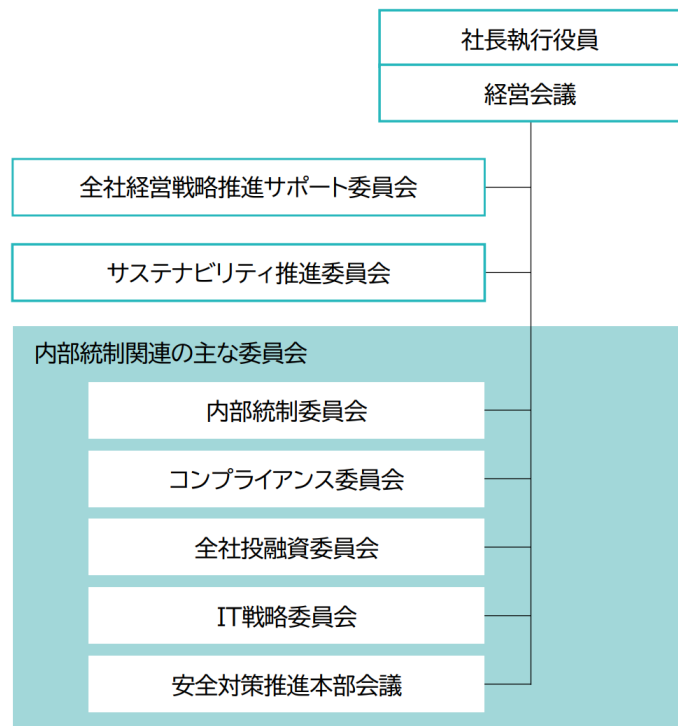 社長執行役員
経営会議
全社経営戦略推進サポート委員会
サステナビリティ推進委員会
内部統制関連の主な委員会
内部統制委員会
コンプライアンス委員会
全社投融資委員会
IT戦略委員会
安全対策推進本部会議